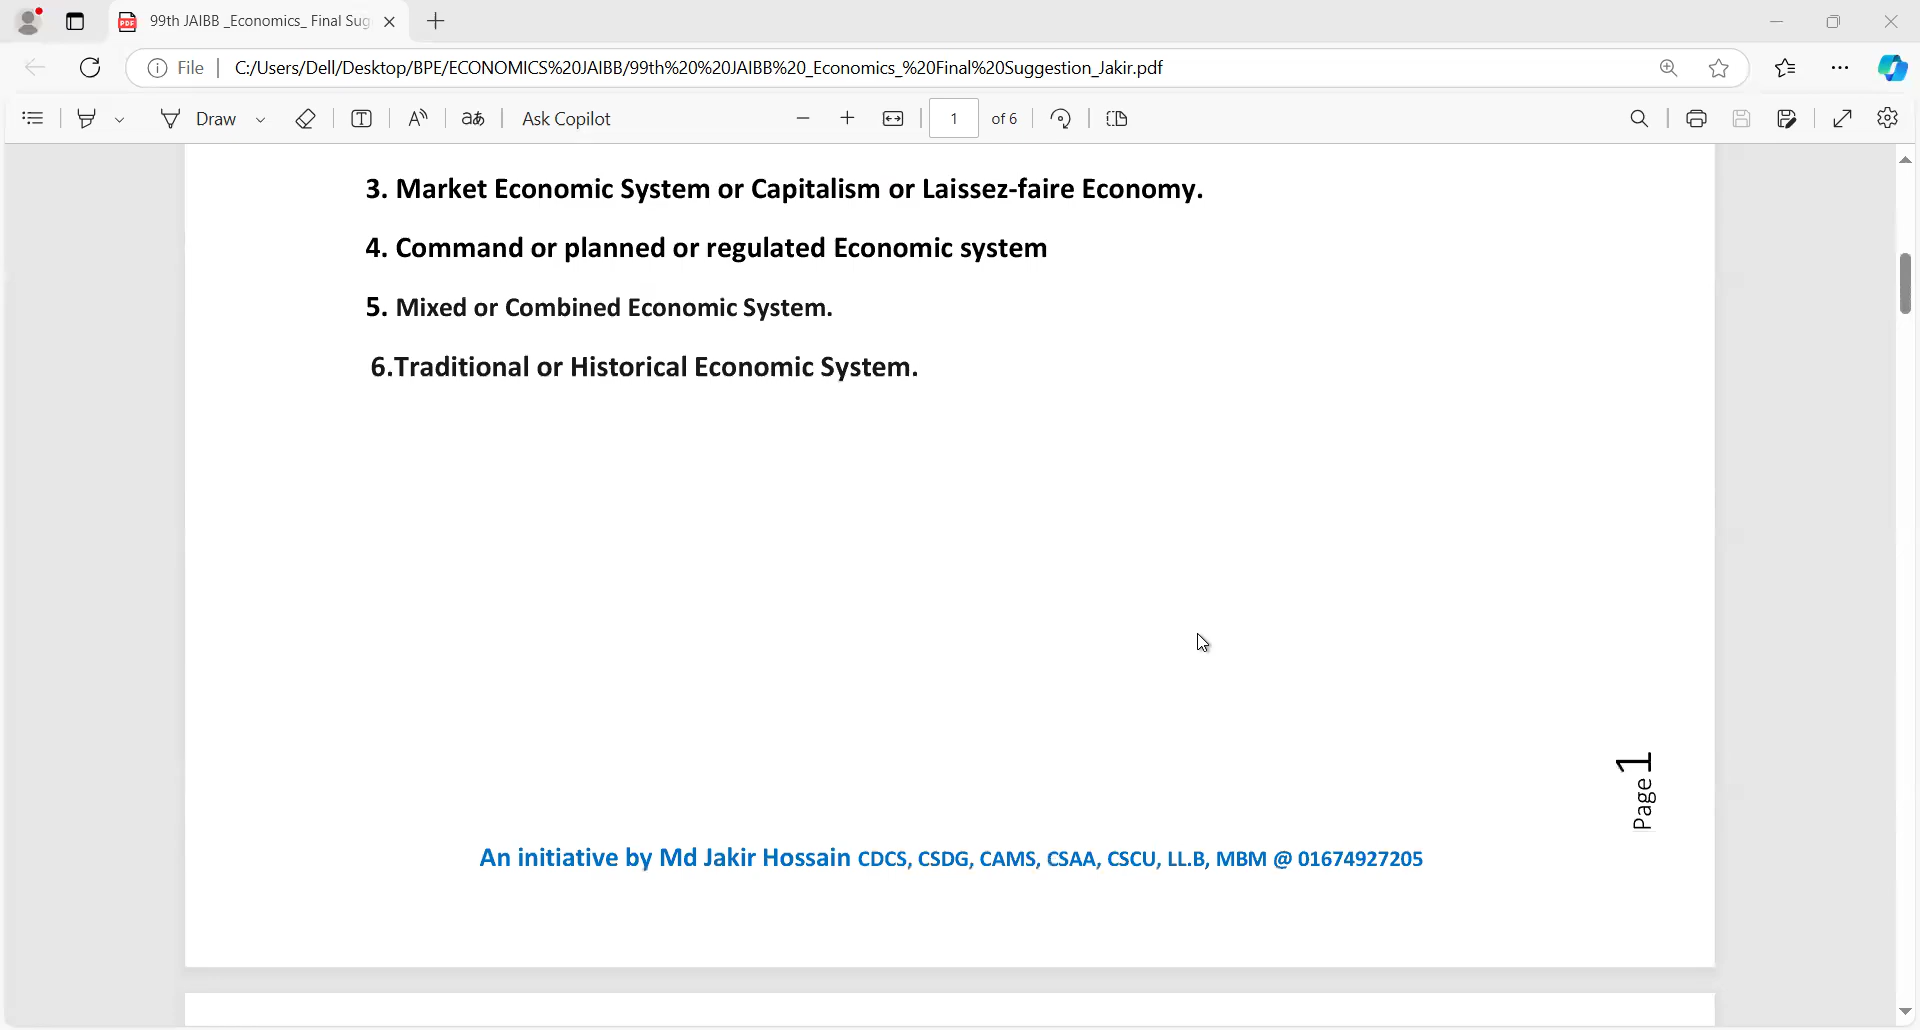 99th JAIBB _Economics_ Final Sug
File
C:/Users/Dell/Desktop/BPE/ECONOMICS%20JAIBB/99th%20%20JAIBB%20_Economics_%20Final%20Suggestion_Jakir.pdf
Draw
Ask Copilot
1 of 6
3. Market Economic System or Capitalism or Laissez-faire Economy.
4. Command or planned or regulated Economic system
5. Mixed or Combined Economic System.
6.Traditional or Historical Economic System.
Page 1
An initiative by Md Jakir Hossain CDCS, CSDG, CAMS, CSAA, CSCU, LL.B, MBM @ 01674927205